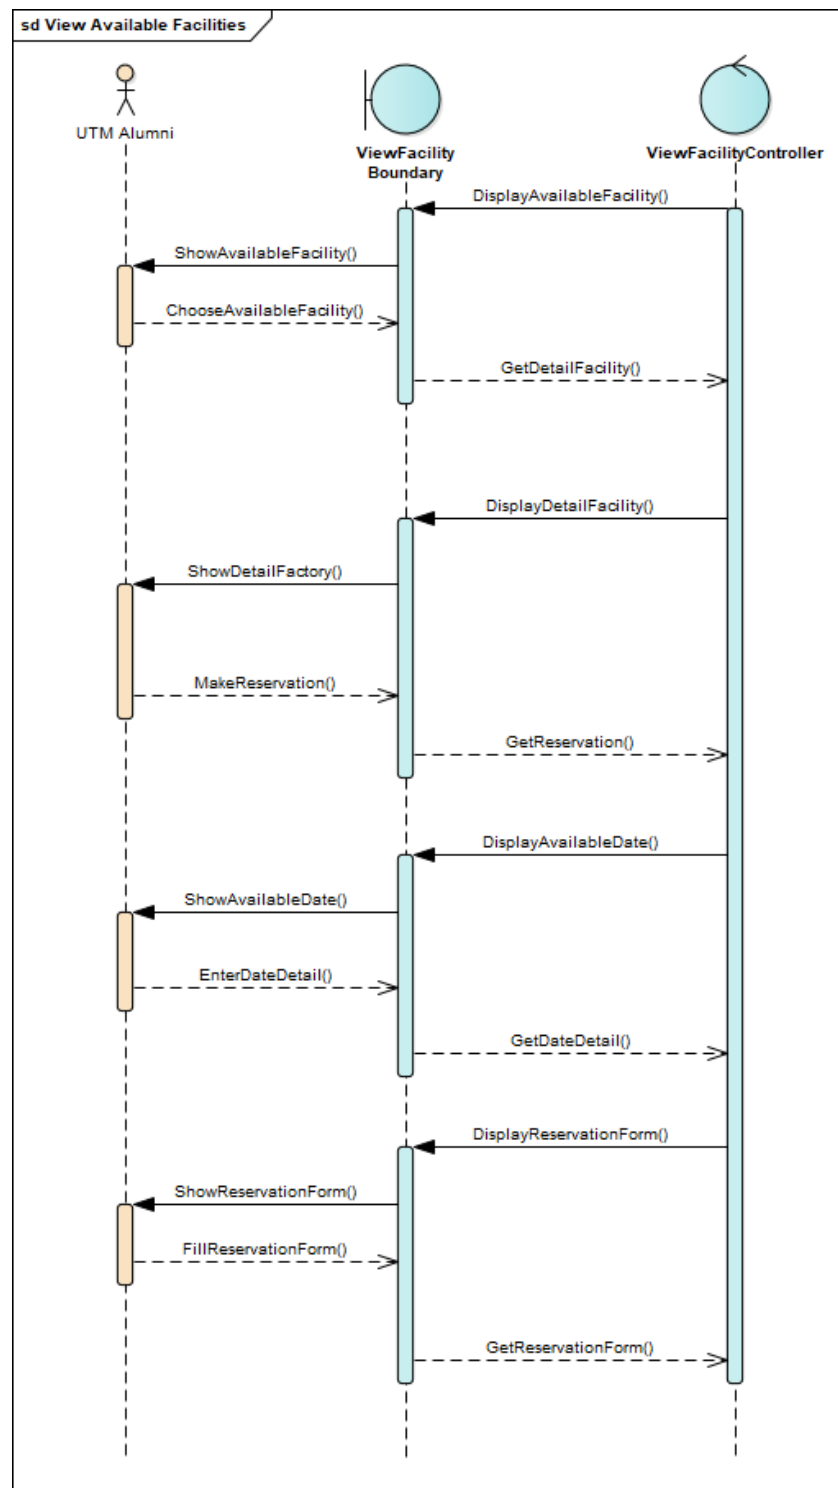 sd View Available Facilities
UTM Alumni
ViewFacility
Boundary
ViewFacilityController
DisplayAvailableFacility()
ShowAvailableFacility()
ChooseAvailableFacility()
GetDetailFacility()
DisplayDetailFacility()
ShowDetailFactory()
MakeReservation()
GetReservation()
DisplayAvailableDate()
ShowAvailableDate()
EnterDateDetail()
GetDateDetail()
DisplayReservationForm()
ShowReservationForm()
FillReservationForm()
GetReservationForm()